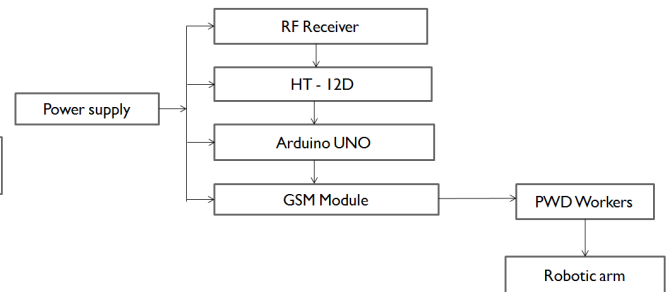 RF Receiver
HT - 12D
Power supply
Arduino UNO
GSM Module
PWD Workers
Robotic arm